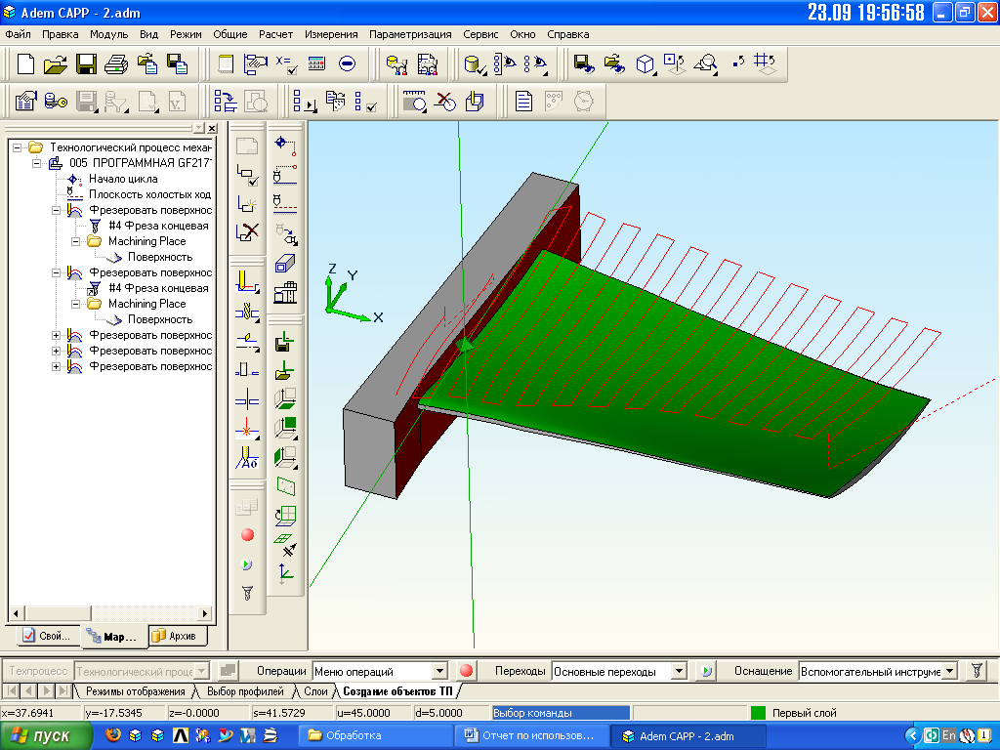 Adem CAPP - 2.adm
23.09 19:56:58
Файл Правка Модуль Вид Режим Общие Расчет Измерения Параметризация Сервис Окно Справка
Технологический процесс механ
005 ПРОГРАММНАЯ GF217
Начало цикла
Плоскость холостых ход
Фрезеровать поверхнос
#4 Фреза концевая
Machining Place
Поверхность
Фрезеровать поверхнос
#4 Фреза концевая
Machining Place
Поверхность
Фрезеровать поверхнос
Фрезеровать поверхнос
Фрезеровать поверхнос
Z
Y
X
Свой... Мар... Архив
Техпроцесс Технологический проце Операции Меню операций Переходы Основные переходы Оснащение Вспомогательный инструме
Режимы отображения Выбор профилей Слои Создание объектов ТП
x=37.6941 y=-17.5345 z=-0.0000 s=41.5729 u=45.0000 d=5.0000 Выбор команды Первый слой
пуск Обработка Отчет по использов... Adem CAPP - 2.adm En